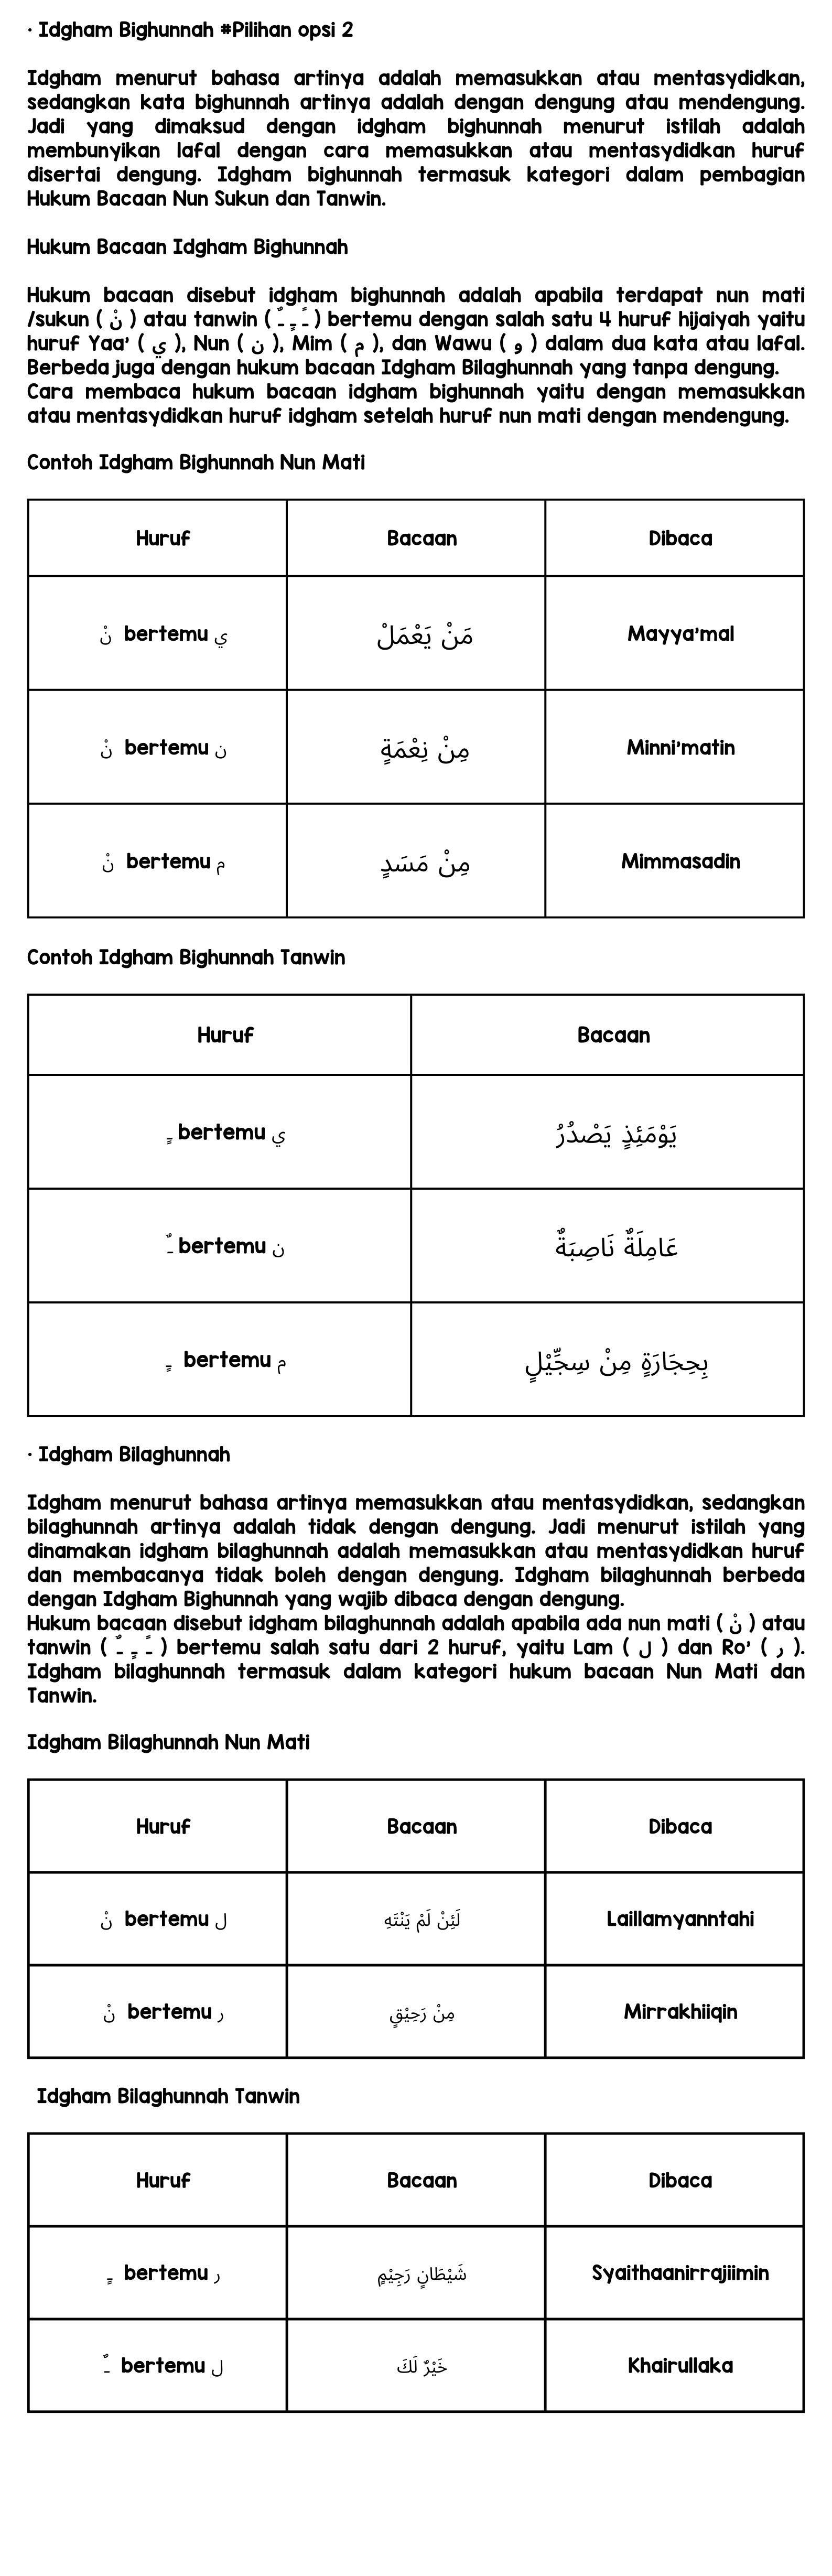 · Idgham Bighunnah #Pilihan opsi 2
Idgham menurut bahasa artinya adalah memasukkan atau mentasydidkan,
sedangkan kata bighunnah artinya adalah dengan dengung atau mendengung.
Jadi yang dimaksud dengan idgham bighunnah menurut istilah adalah
membunyikan lafal dengan cara memasukkan atau mentasydidkan huruf
disertai dengung. Idgham bighunnah termasuk kategori dalam pembagian
Hukum Bacaan Nun Sukun dan Tanwin.
Hukum Bacaan Idgham Bighunnah
Hukum bacaan disebut idgham bighunnah adalah apabila terdapat nun mati
/sukun ( نْ ) atau tanwin ( ـٌ ـٍ ـً ) bertemu dengan salah satu 4 huruf hijaiyah yaitu
huruf Yaa’ ( ي ), Nun ( ن ), Mim ( م ), dan Wawu ( و ) dalam dua kata atau lafal.
Berbeda juga dengan hukum bacaan Idgham Bilaghunnah yang tanpa dengung.
Cara membaca hukum bacaan idgham bighunnah yaitu dengan memasukkan
atau mentasydidkan huruf idgham setelah huruf nun mati dengan mendengung.
Contoh Idgham Bighunnah Nun Mati
Huruf Bacaan Dibaca
نْ bertemu ي مَنْ يَعْمَلْ Mayya’mal
نْ bertemu ن مِنْ نِعْمَةٍ Minni’matin
نْ bertemu م مِنْ مَسَدٍ Mimmasadin
Contoh Idgham Bighunnah Tanwin
Huruf Bacaan
ـٍ bertemu ي يَوْمَئِذٍ يَصْدُرُ
ـٌ bertemu ن عَامِلَةٌ نَاصِبَةٌ
ـٍ bertemu م بِحِجَارَةٍ مِنْ سِجِّيْلٍ
· Idgham Bilaghunnah
Idgham menurut bahasa artinya memasukkan atau mentasydidkan, sedangkan
bilaghunnah artinya adalah tidak dengan dengung. Jadi menurut istilah yang
dinamakan idgham bilaghunnah adalah memasukkan atau mentasydidkan huruf
dan membacanya tidak boleh dengan dengung. Idgham bilaghunnah berbeda
dengan Idgham Bighunnah yang wajib dibaca dengan dengung.
Hukum bacaan disebut idgham bilaghunnah adalah apabila ada nun mati ( نْ ) atau
tanwin ( ـٌ ـٍ ـً ) bertemu salah satu dari 2 huruf, yaitu Lam ( ل ) dan Ro’ ( ر ).
Idgham bilaghunnah termasuk dalam kategori hukum bacaan Nun Mati dan
Tanwin.
Idgham Bilaghunnah Nun Mati
Huruf Bacaan Dibaca
نْ bertemu ل لَئِنْ لَمْ يَنْتَهِ Laillamyanntahi
نْ bertemu ر مِنْ رَحِيْقٍ Mirrakhiiqin
Idgham Bilaghunnah Tanwin
Huruf Bacaan Dibaca
ـٍ bertemu ر شَيْطَانٍ رَجِيْمٍ Syaithaanirrajiimin
ـٌ bertemu ل خَيْرٌ لَكَ Khairullaka